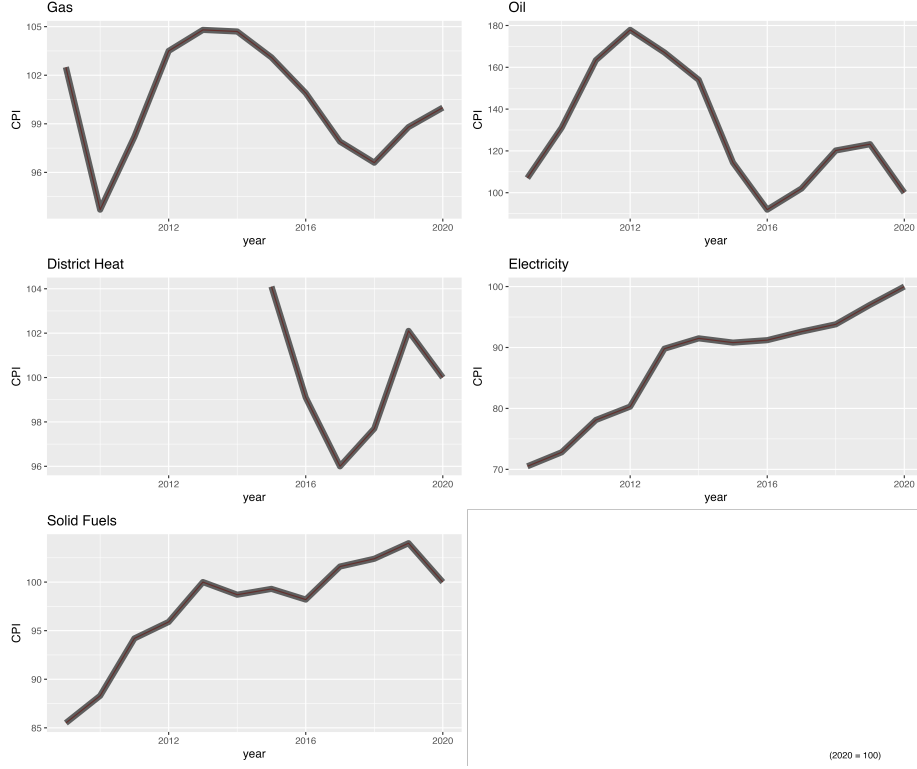 Gas
105
102
99
96
CPI
2012
2016
2020
year
Oil
180
160
140
120
100
CPI
2012
2016
2020
year
District Heat
104
102
100
98
96
CPI
2012
2016
2020
year
Electricity
100
90
80
70
CPI
2012
2016
2020
year
Solid Fuels
100
95
90
85
CPI
2012
2016
2020
year
(2020 = 100)